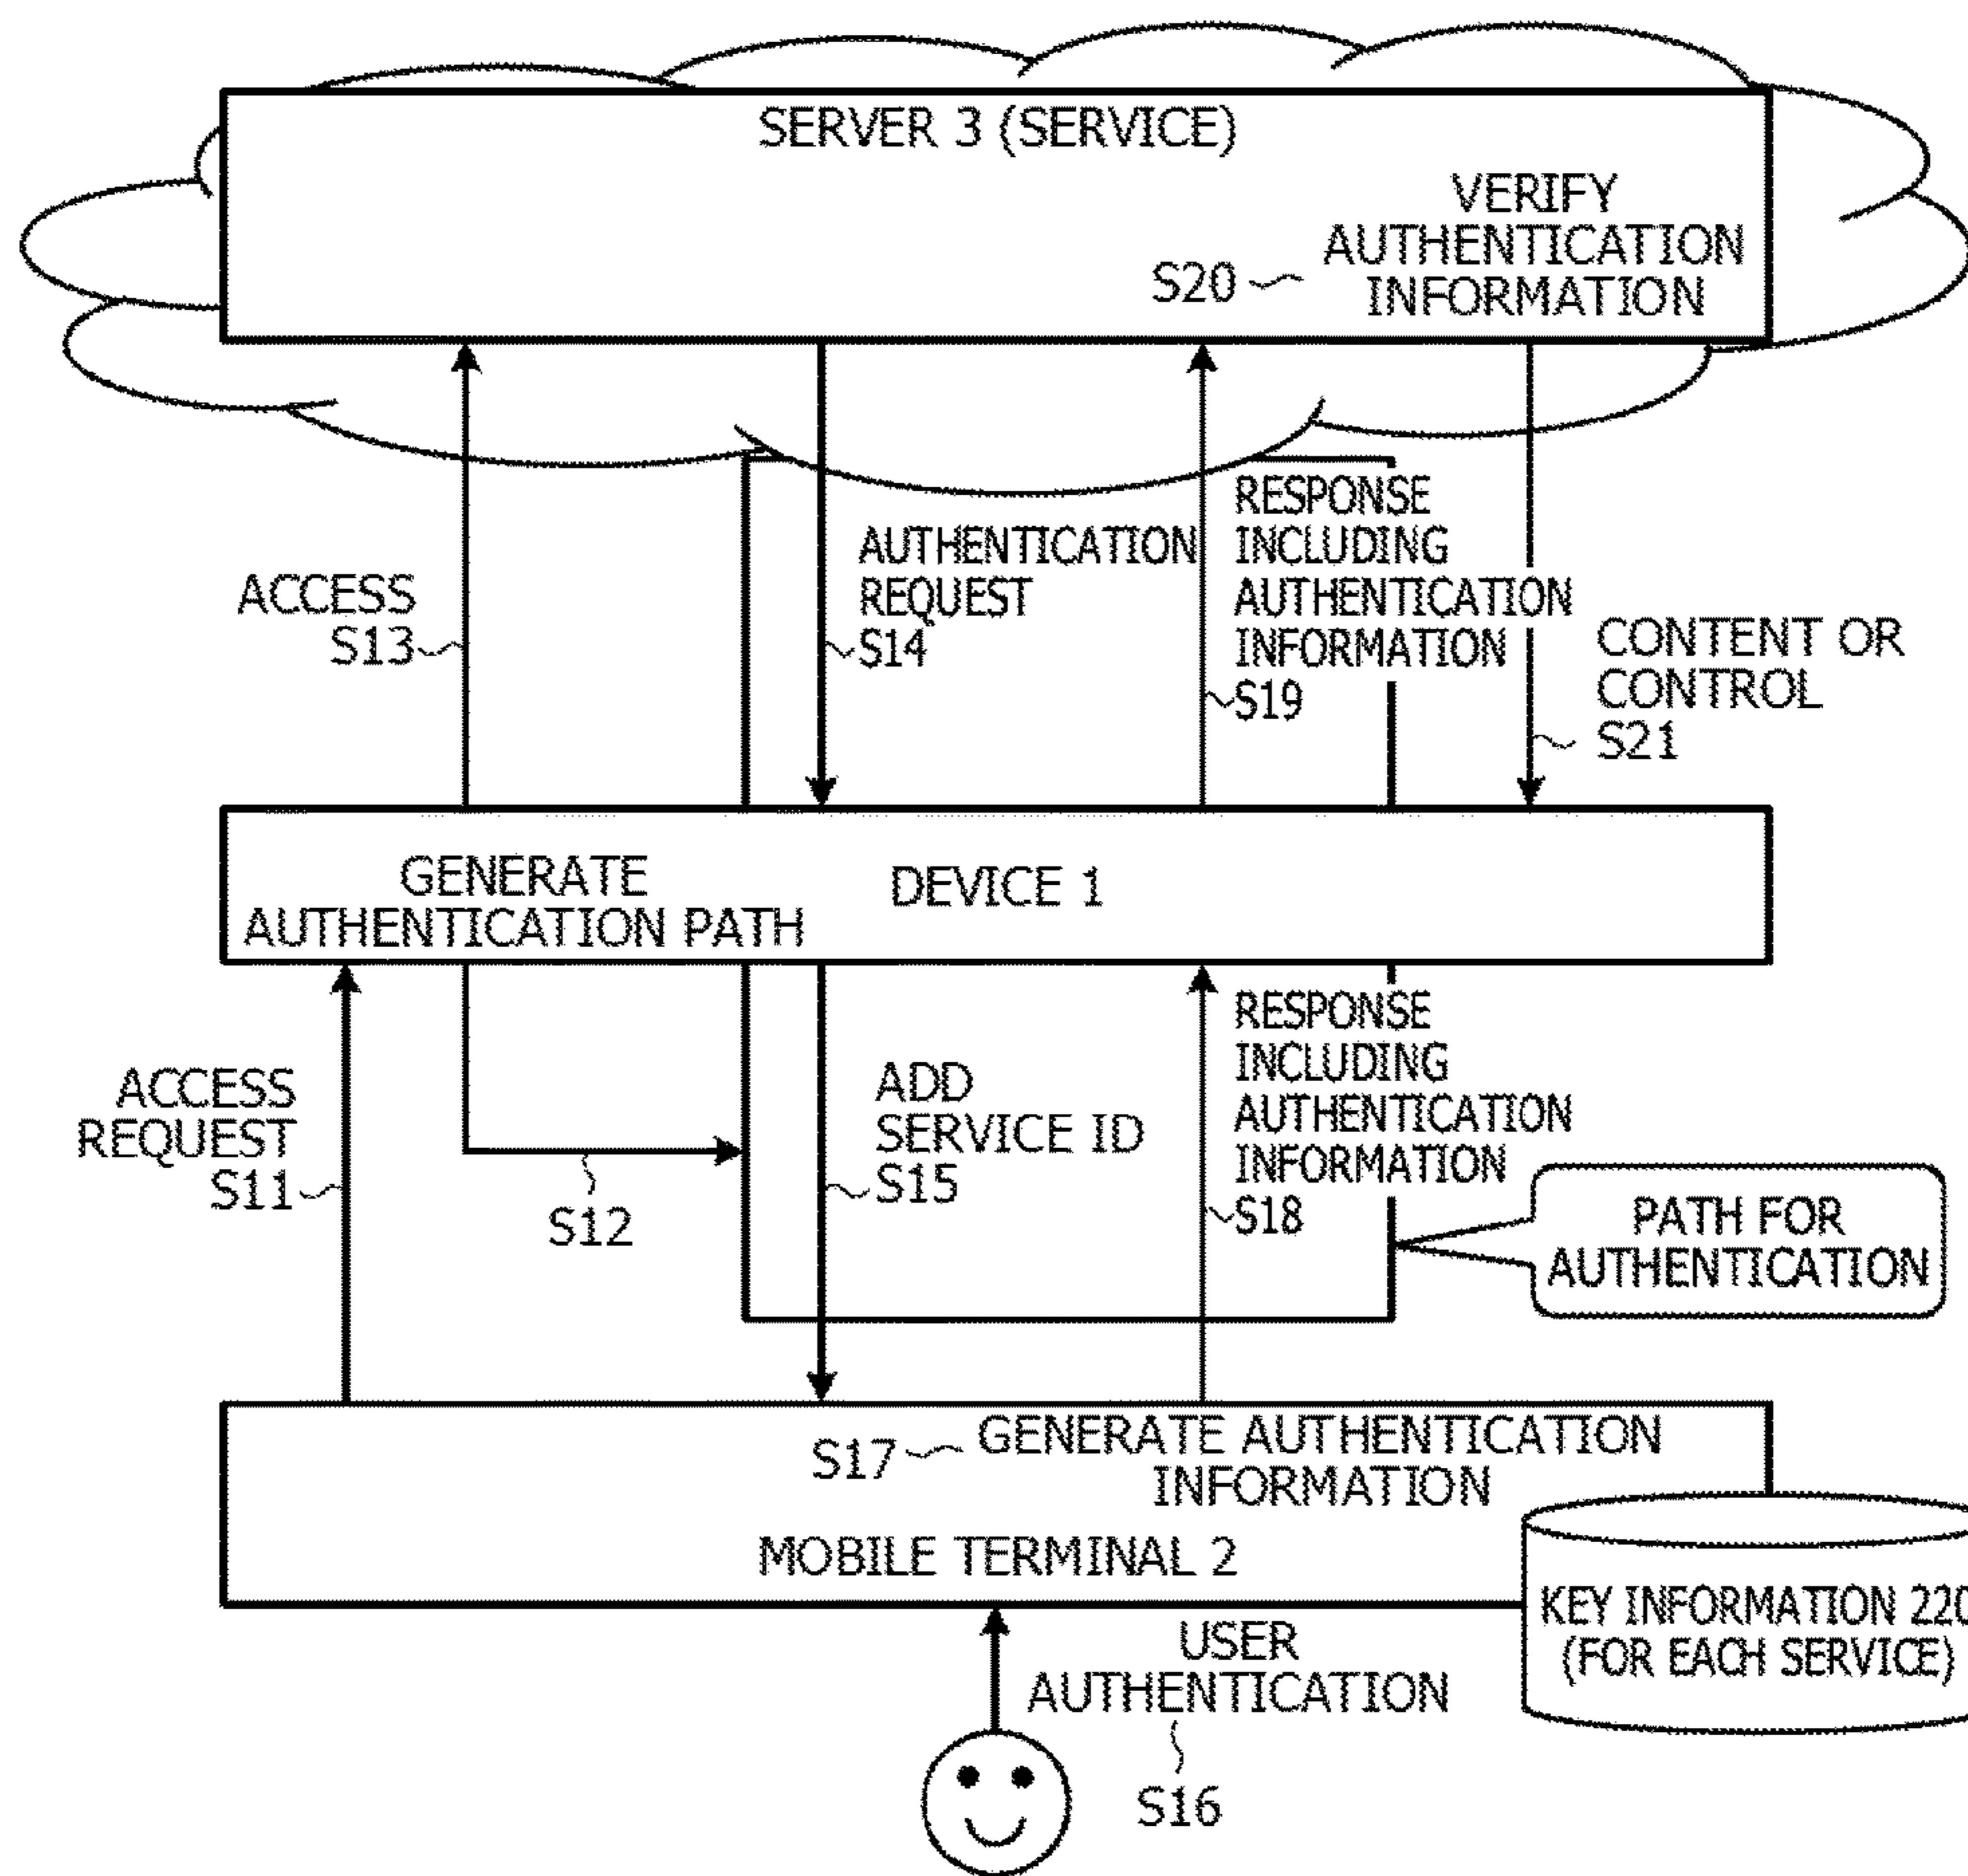 SERVER 3 (SERVICE)
VERIFY
AUTHENTICATION
INFORMATION
S20
ACCESS
S13
AUTHENTICATION
REQUEST
S14
RESPONSE
INCLUDING
AUTHENTICATION
INFORMATION
S19
CONTENT OR
CONTROL
S21
GENERATE
AUTHENTICATION PATH
DEVICE 1
ACCESS
REQUEST
S11
S12
ADD
SERVICE ID
S15
RESPONSE
INCLUDING
AUTHENTICATION
INFORMATION
S18
PATH FOR
AUTHENTICATION
S17
GENERATE AUTHENTICATION
INFORMATION
MOBILE TERMINAL 2
KEY INFORMATION 220
(FOR EACH SERVICE)
USER
AUTHENTICATION
S16